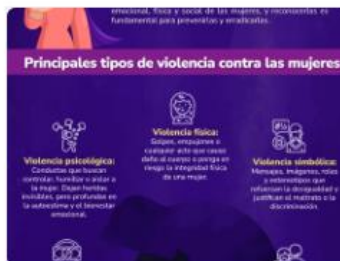 emocional, física y social de las mujeres, y reconocerlas es
fundamental para prevenirlas y erradicarlas.
Principales tipos de violencia contra las mujeres
Violencia psicológica:
Conductas que buscan
controlar, humillar o aislar a
la mujer. Dejan heridas
invisibles, pero profundas en
la autoestima y el bienestar
emocional.
Violencia física:
Golpes, empujones o
cualquier acto que cause
daño al cuerpo o ponga en
riesgo la integridad física
de una mujer.
Violencia simbólica:
Mensajes, imágenes, roles
y estereotipos que
refuerzan la desigualdad y
justifican el maltrato o la
discriminación.